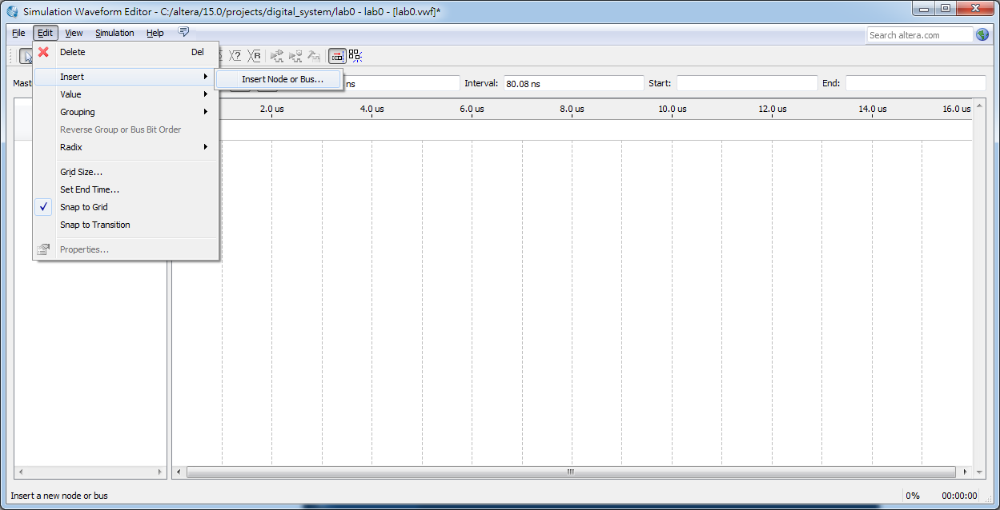 Simulation Waveform Editor - C:/altera/15.0/projects/digital_system/lab0 - lab0 - [lab0.vwf]*
File Edit View Simulation Help
Search altera.com
Delete Del
Insert
Insert Node or Bus...
Value
Grouping
Reverse Group or Bus Bit Order
Radix
Grid Size...
Set End Time...
Snap to Grid
Snap to Transition
Properties...
Mast
ns Interval: 80.08 ns Start: End:
2.0 us 4.0 us 6.0 us 8.0 us 10.0 us 12.0 us 14.0 us 16.0 us
Insert a new node or bus 0% 00:00:00